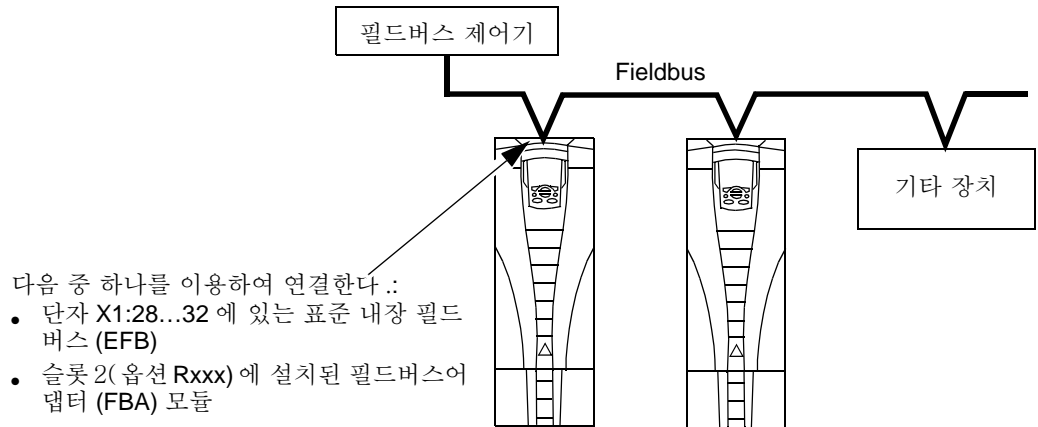 필드버스 제어기
Fieldbus
기타 장치
다음 중 하나를 이용하여 연결한다 .:
• 단자 X1:28...32 에 있는 표준 내장 필드
버스 (EFB)
• 슬롯 2( 옵션 Rxxx) 에 설치된 필드버스어
댑터 (FBA) 모듈